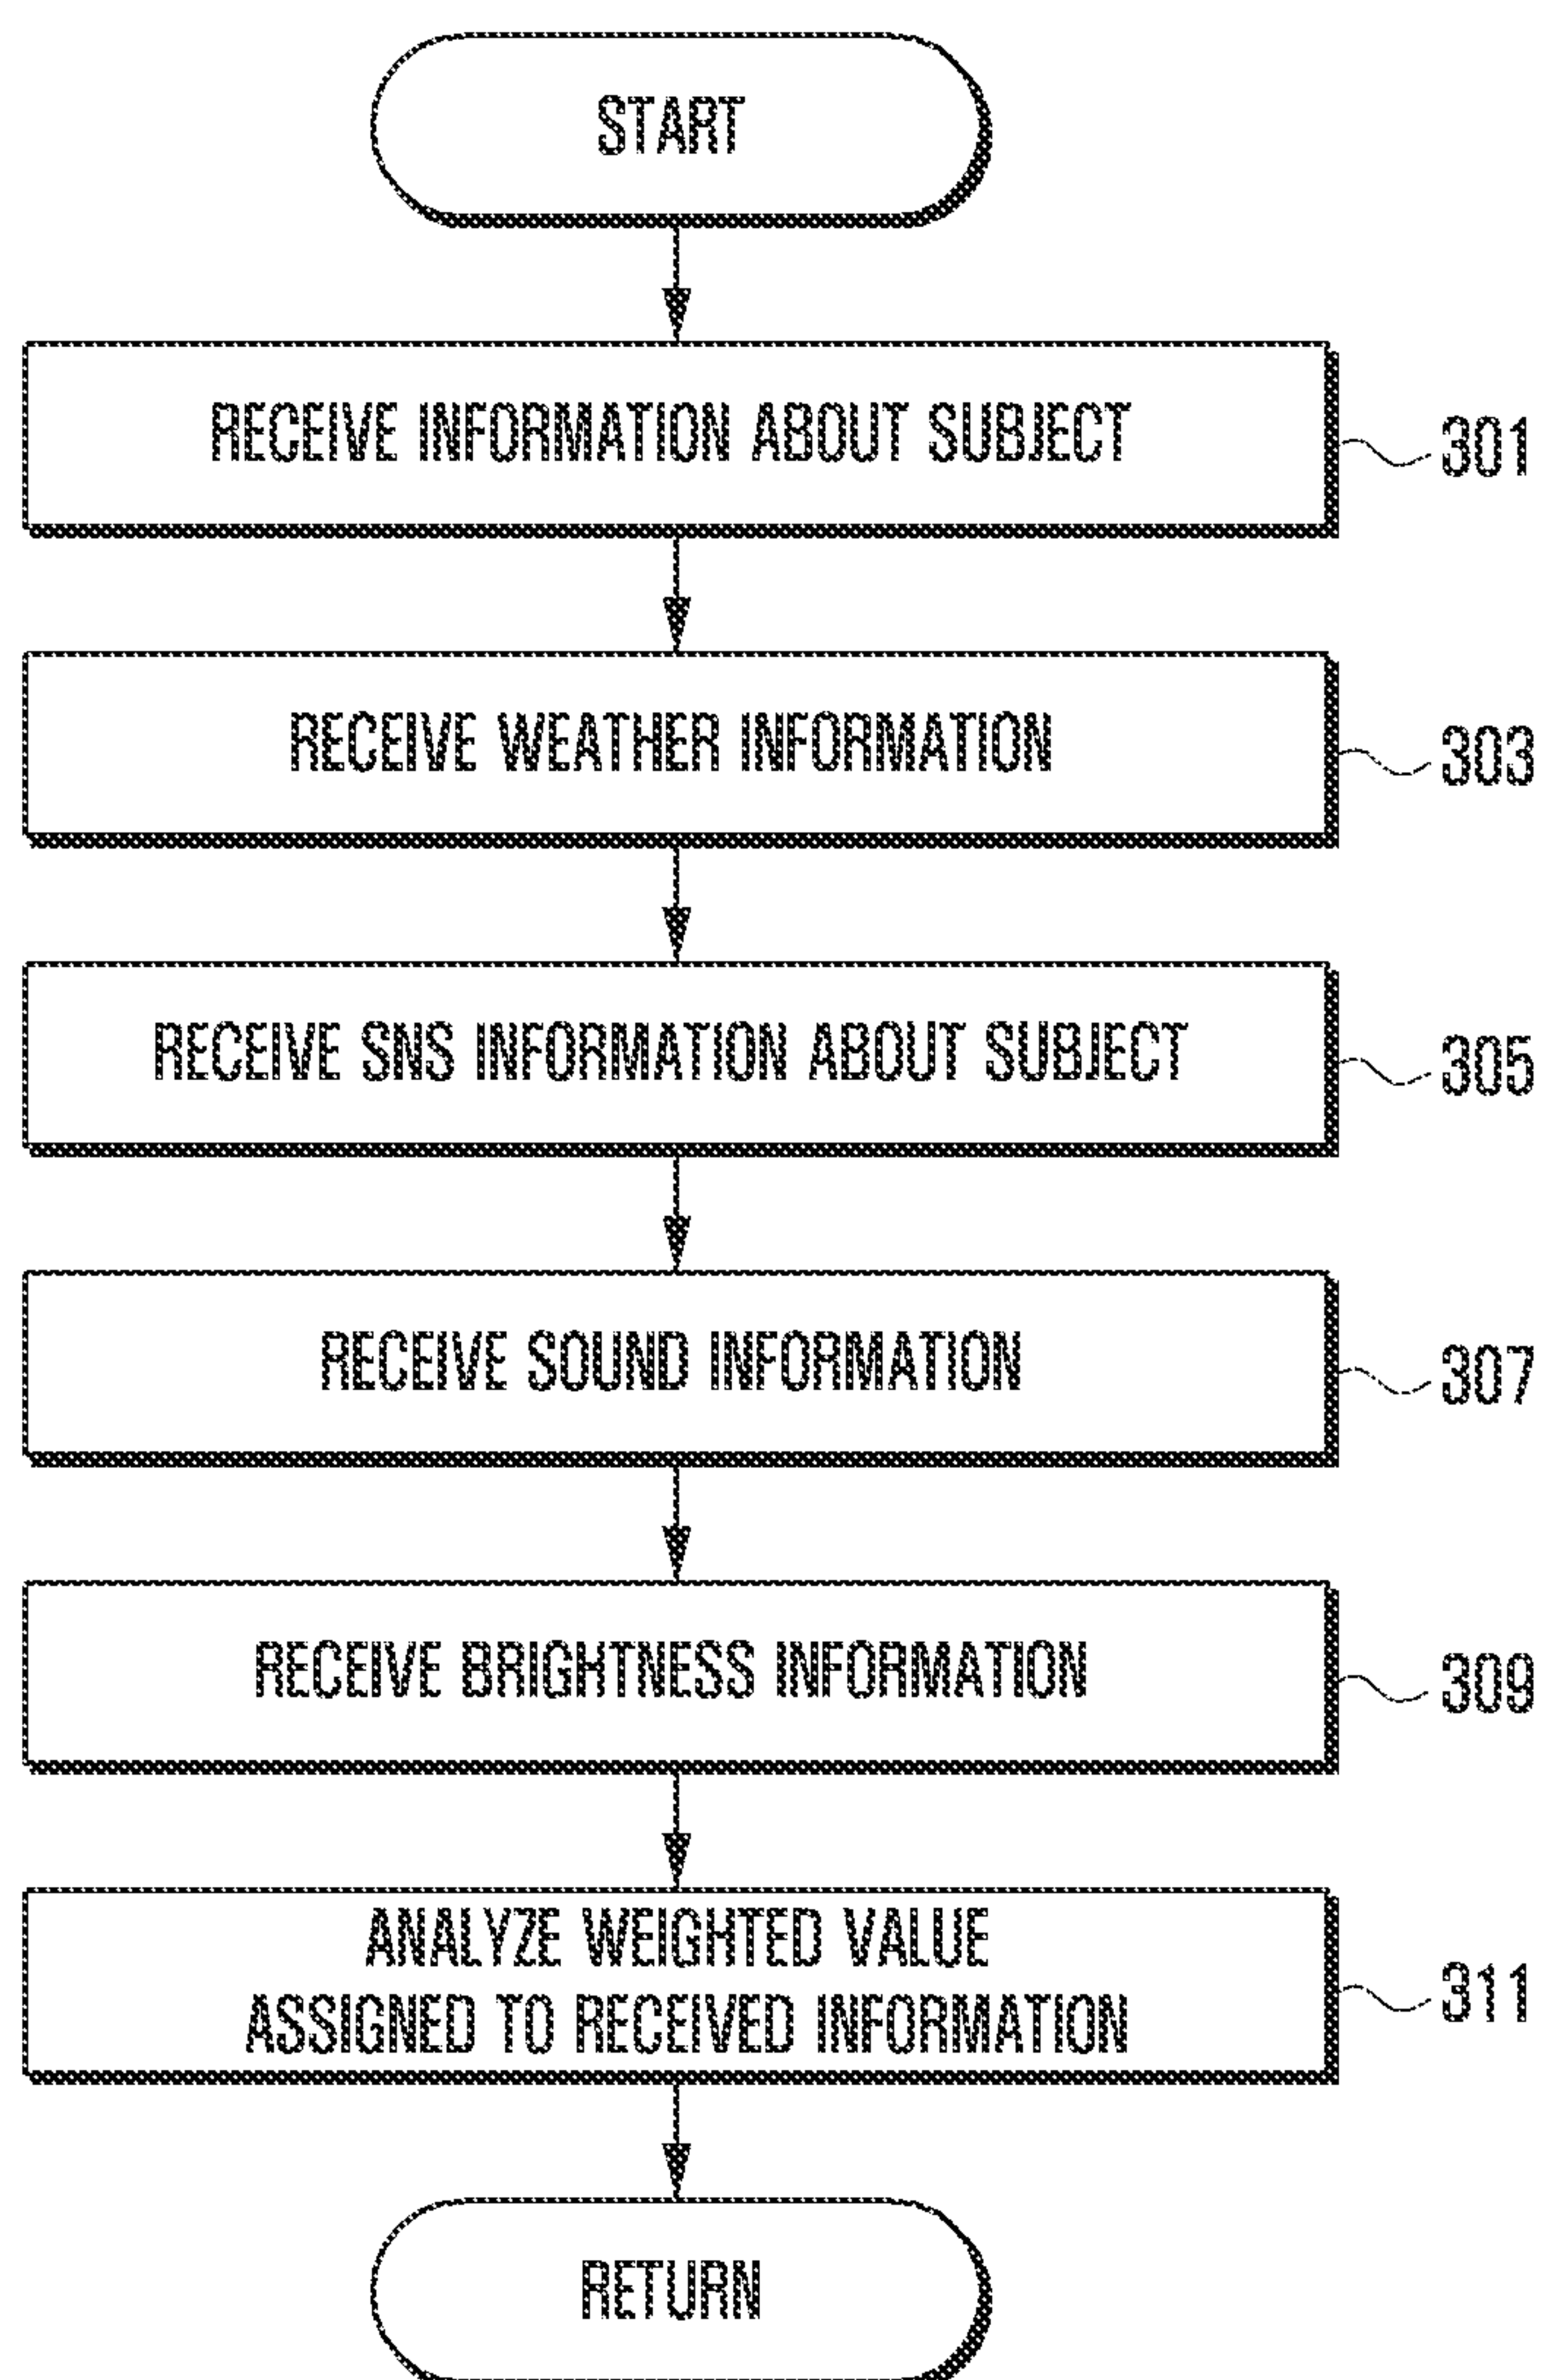 START
RECEIVE INFORMATION ABOUT SUBJECT
301
RECEIVE WEATHER INFORMATION
303
RECEIVE SNS INFORMATION ABOUT SUBJECT
305
RECEIVE SOUND INFORMATION
307
RECEIVE BRIGHTNESS INFORMATION
309
ANALYZE WEIGHTED VALUE
ASSIGNED TO RECEIVED INFORMATION
311
RETURN